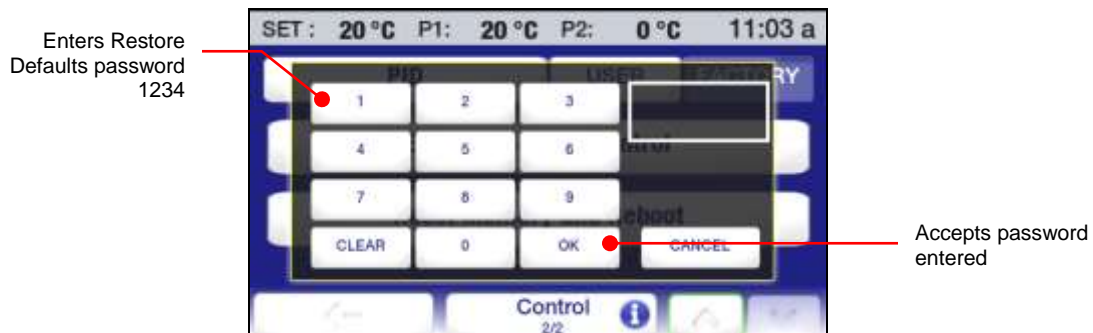 SET : 20 °C P1: 20 °C P2: 0 °C 11:03 a
Enters Restore
Defaults password
1234
PID USER
1 2 3
4 5 6
7 8 9
CLEAR 0 OK CANCEL
Accepts password
entered
Control
2/2